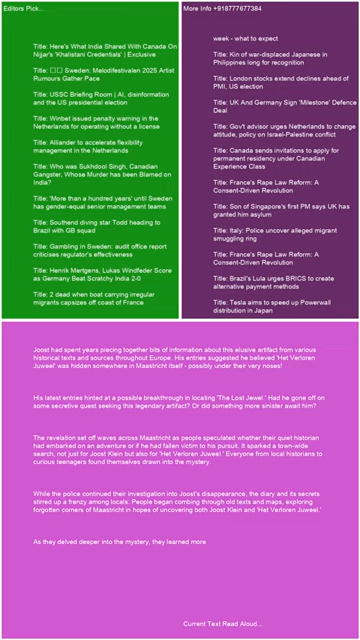 Editors Pick...
Title: Here's What India Shared With Canada On
Nijjar's 'Khalistani Credentials' | Exclusive
Title: Sweden: Melodifestivalen 2025 Artist
Rumours Gather Pace
Title: USSC Briefing Room | AI, disinformation
and the US presidential election
Title: Winbet issued penalty warning in the
Netherlands for operating without a license
Title: Alliander to accelerate flexibility
management in the Netherlands
Title: Who was Sukhdool Singh, Canadian
Gangster, Whose Murder has been Blamed on
India?
Title: 'More than a hundred years' until Sweden
has gender-equal senior management teams
Title: Southend diving star Todd heading to
Brazil with GB squad
Title: Gambling in Sweden: audit office report
criticises regulator's effectiveness
Title: Henrik Mertgens, Lukas Windfeder Score
as Germany Beat Scratchy India 2-0
Title: 2 dead when boat carrying irregular
migrants capsizes off coast of France
More Info +918777677384
week - what to expect
Title: Kin of war-displaced Japanese in
Philippines long for recognition
Title: London stocks extend declines ahead of
PMI, US election
Title: UK And Germany Sign 'Milestone' Defence
Deal
Title: Gov't advisor urges Netherlands to change
attitude, policy on Israel-Palestine conflict
Title: Canada sends invitations to apply for
permanent residency under Canadian
Experience Class
Title: France's Rape Law Reform: A
Consent-Driven Revolution
Title: Son of Singapore's first PM says UK has
granted him asylum
Title: Italy: Police uncover alleged migrant
smuggling ring
Title: France's Rape Law Reform: A
Consent-Driven Revolution
Title: Brazil's Lula urges BRICS to create
alternative payment methods
Title: Tesla aims to speed up Powerwall
distribution in Japan
Joost had spent years piecing together bits of information about this elusive artifact from various
historical texts and sources throughout Europe. His entries suggested he believed 'Het Verloren
Juweel' was hidden somewhere in Maastricht itself - possibly under their very noses!
His latest entries hinted at a possible breakthrough in locating 'The Lost Jewel.' Had he gone off on
some secretive quest seeking this legendary artifact? Or did something more sinister await him?
The revelation set off waves across Maastricht as people speculated whether their quiet historian
had embarked on an adventure or if he had fallen victim to his pursuit. It sparked a town-wide
search, not just for Joost Klein but also for 'Het Verloren Juweel.' Everyone from local historians to
curious teenagers found themselves drawn into the mystery.
While the police continued their investigation into Joost's disappearance, the diary and its secrets
stirred up a frenzy among locals. People began combing through old texts and maps, exploring
forgotten corners of Maastricht in hopes of uncovering both Joost Klein and 'Het Verloren Juweel.'
As they delved deeper into the mystery, they learned more
Current Text Read Aloud...